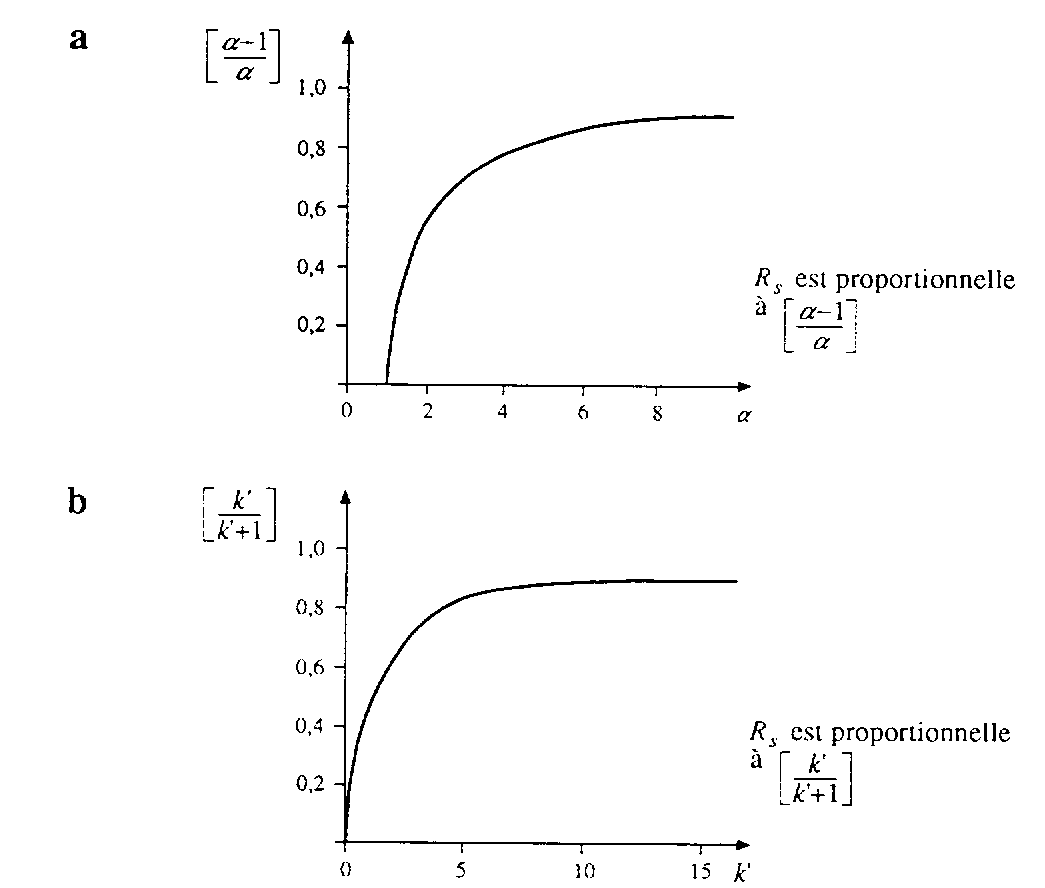 a
[α−1
α]
1,0
0,8
0,6
0,4
0,2
0 2 4 6 8 α
R_s est proportionnelle
à [α−1
α]
b
[k'
k'+1]
1,0
0,8
0,6
0,4
0,2
0 5 10 15 k'
R_s est proportionnelle
à [k'
k'+1]